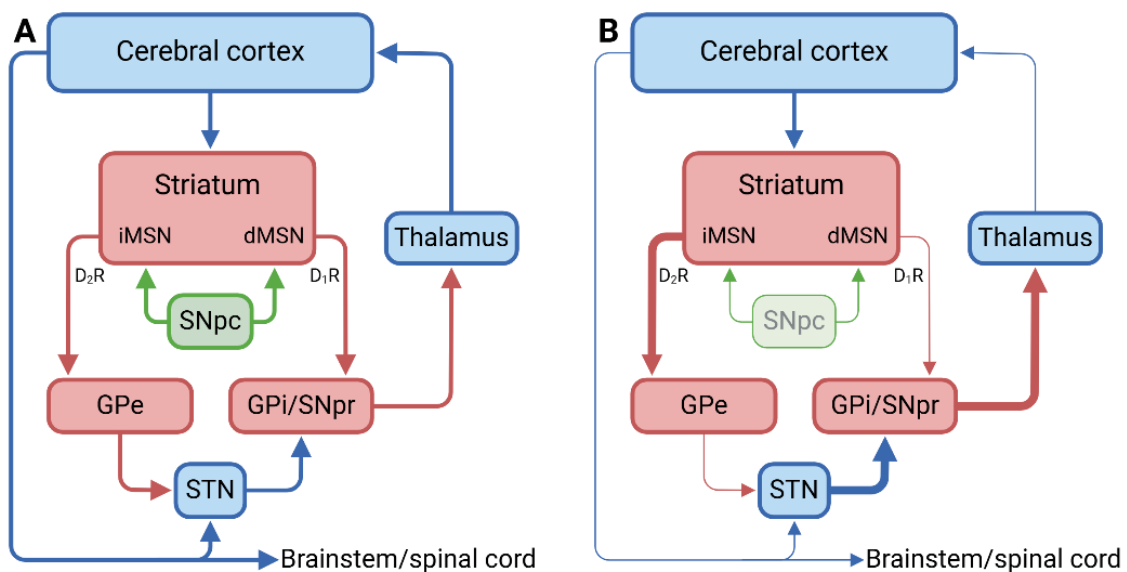 A
Cerebral cortex
Striatum
iMSN
dMSN
D₂R
D₁R
Thalamus
SNpc
GPe
GPi/SNpr
STN
Brainstem/spinal cord
B
Cerebral cortex
Striatum
iMSN
dMSN
D₂R
D₁R
Thalamus
SNpc
GPe
GPi/SNpr
STN
Brainstem/spinal cord